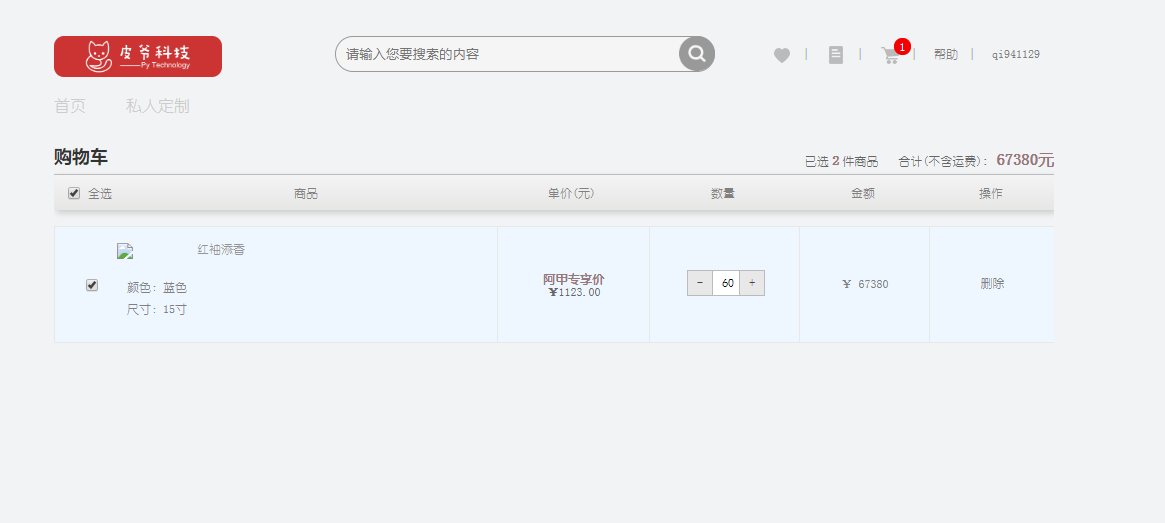 皮爷科技
Py Technology
请输入您要搜索的内容
1
帮助
qi941129
首页 私人定制
购物车
已选 2 件商品 合计(不含运费): 67380元
全选 商品 单价(元) 数量 金额 操作
红袖添香
颜色: 蓝色
尺寸: 15寸
阿甲专享价
¥1123.00
- 60 +
¥ 67380
删除